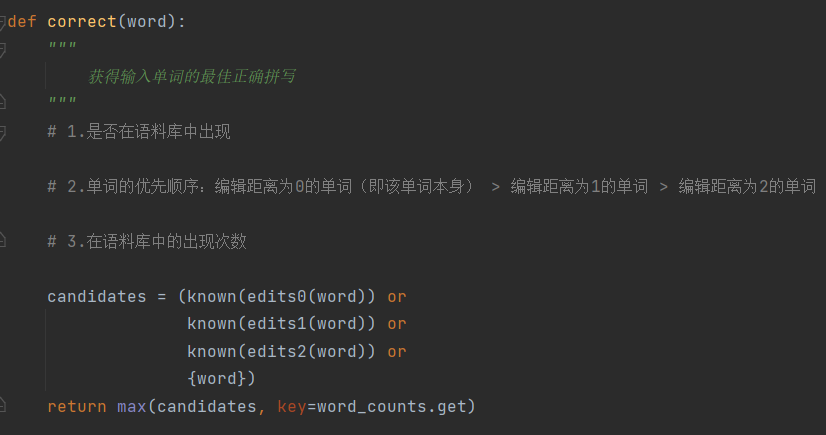 def correct(word):
    """
        获得输入单词的最佳正确拼写
    """
    # 1.是否在语料库中出现
    # 2.单词的优先顺序：编辑距离为0的单词（即该单词本身） > 编辑距离为1的单词 > 编辑距离为2的单词
    # 3.在语料库中的出现次数
    candidates = (known(edits0(word)) or
                  known(edits1(word)) or
                  known(edits2(word)) or
                  {word})
    return max(candidates, key=word_counts.get)